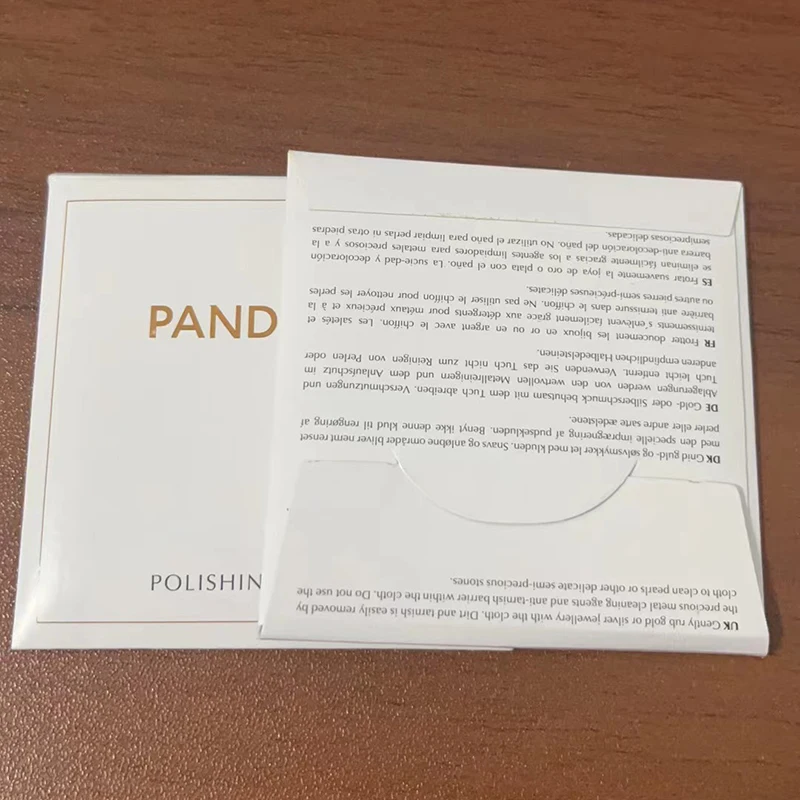 PAND
POLISHIN
UK Gently rub gold or silver jewellery with the cloth. Dirt and tarnish is easily removed by
the precious metal cleaning agents and anti-tarnish barrier within the cloth. Do not use the
cloth to clean pearls or other delicate semi-precious stones.
DK Gnid guld- og sølvsmykker let med kluden. Snavs og anløbne områder bliver nemt renset
med den specielle imprægnering af pudsekluden. Benyt ikke denne klud til rengøring af
perler eller andre sarte ædelstene.
DE Gold- oder Silberschmuck behutsam mit dem Tuch abreiben. Verschmutzungen und
Ablagerungen werden von den wertvollen Metallreinigern und dem Anlaufschutz im
Tuch leicht entfernt. Verwenden Sie das Tuch nicht zum Reinigen von Perlen oder
anderen empfindlichen Halbedelsteinen.
FR Frotter doucement les bijoux en or ou en argent avec le chiffon. Les saletés et
ternissements s'enlèvent facilement grâce aux détergents pour métaux précieux et à la
barrière anti ternissure dans le chiffon. Ne pas utiliser le chiffon pour nettoyer les perles
ou autres pierres semi-précieuses délicates.
ES Frotar suavemente la joya de oro o plata con el paño. La sucie-dad y decoloración
se eliminan fácilmente gracias a los agentes limpiadores para metales preciosos y a la
barrera anti-decoloración del paño. No utilizar el paño para limpiar perlas ni otras piedras
semipreciosas delicadas.